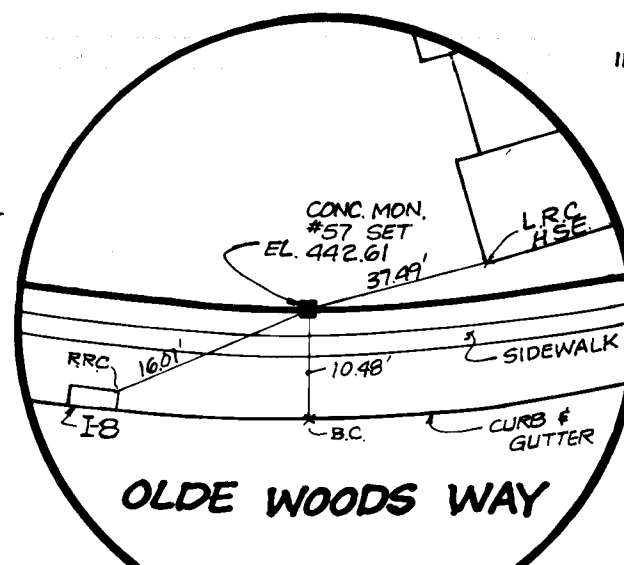 CONC. MON.
#57 SET
EL. 442.61
37.49'
L.R.C.
HSE.
16.01'
R.R.C.
10.48'
SIDEWALK
I-8
B.C.
CURB &
GUTTER
OLDE WOODS WAY